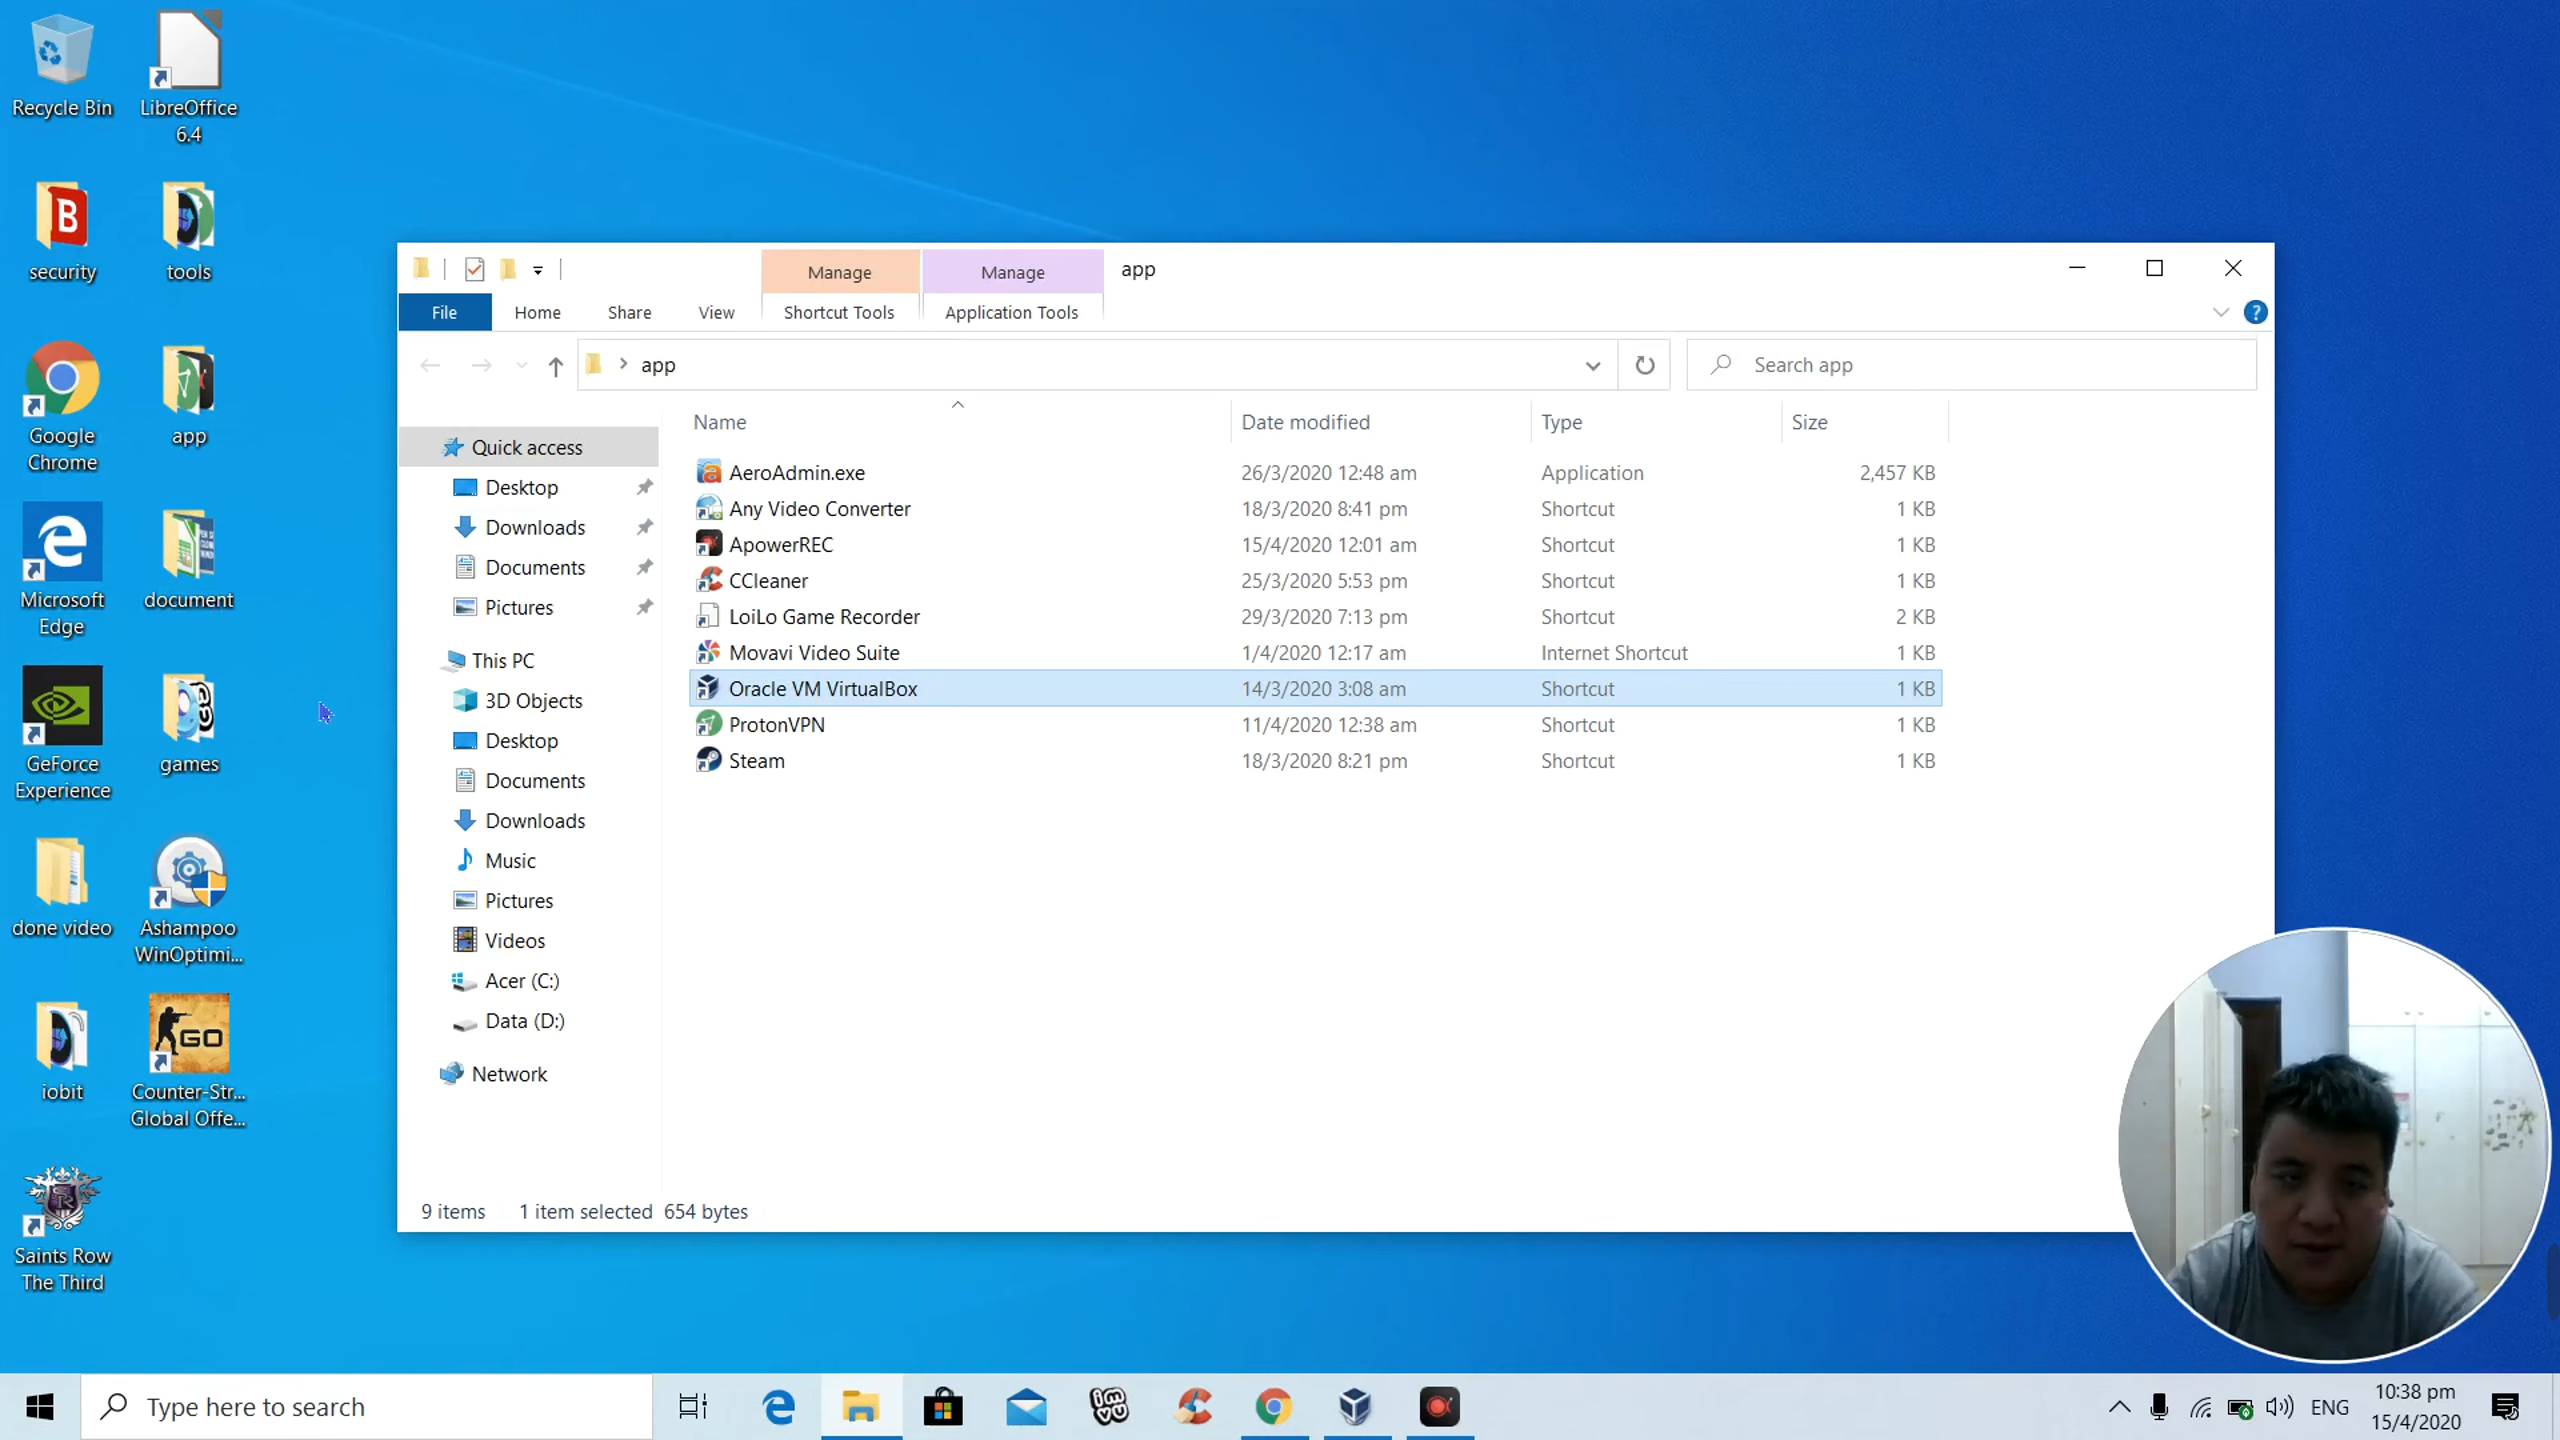 Recycle Bin
LibreOffice
6.4
security
tools
Google
Chrome
app
Microsoft
Edge
document
GeForce
Experience
games
done video
Ashampoo
WinOptimi...
iobit
Counter-Str...
Global Offe...
Saints Row
The Third
Manage
Manage
app
File
Home
Share
View
Shortcut Tools
Application Tools
app
Search app
Quick access
Desktop
Downloads
Documents
Pictures
This PC
3D Objects
Desktop
Documents
Downloads
Music
Pictures
Videos
Acer (C:)
Data (D:)
Network
Name Date modified Type Size
AeroAdmin.exe 26/3/2020 12:48 am Application 2,457 KB
Any Video Converter 18/3/2020 8:41 pm Shortcut 1 KB
ApowerREC 15/4/2020 12:01 am Shortcut 1 KB
CCleaner 25/3/2020 5:53 pm Shortcut 1 KB
LoiLo Game Recorder 29/3/2020 7:13 pm Shortcut 2 KB
Movavi Video Suite 1/4/2020 12:17 am Internet Shortcut 1 KB
Oracle VM VirtualBox 14/3/2020 3:08 am Shortcut 1 KB
ProtonVPN 11/4/2020 12:38 am Shortcut 1 KB
Steam 18/3/2020 8:21 pm Shortcut 1 KB
9 items 1 item selected 654 bytes
Type here to search
ENG
10:38 pm
15/4/2020